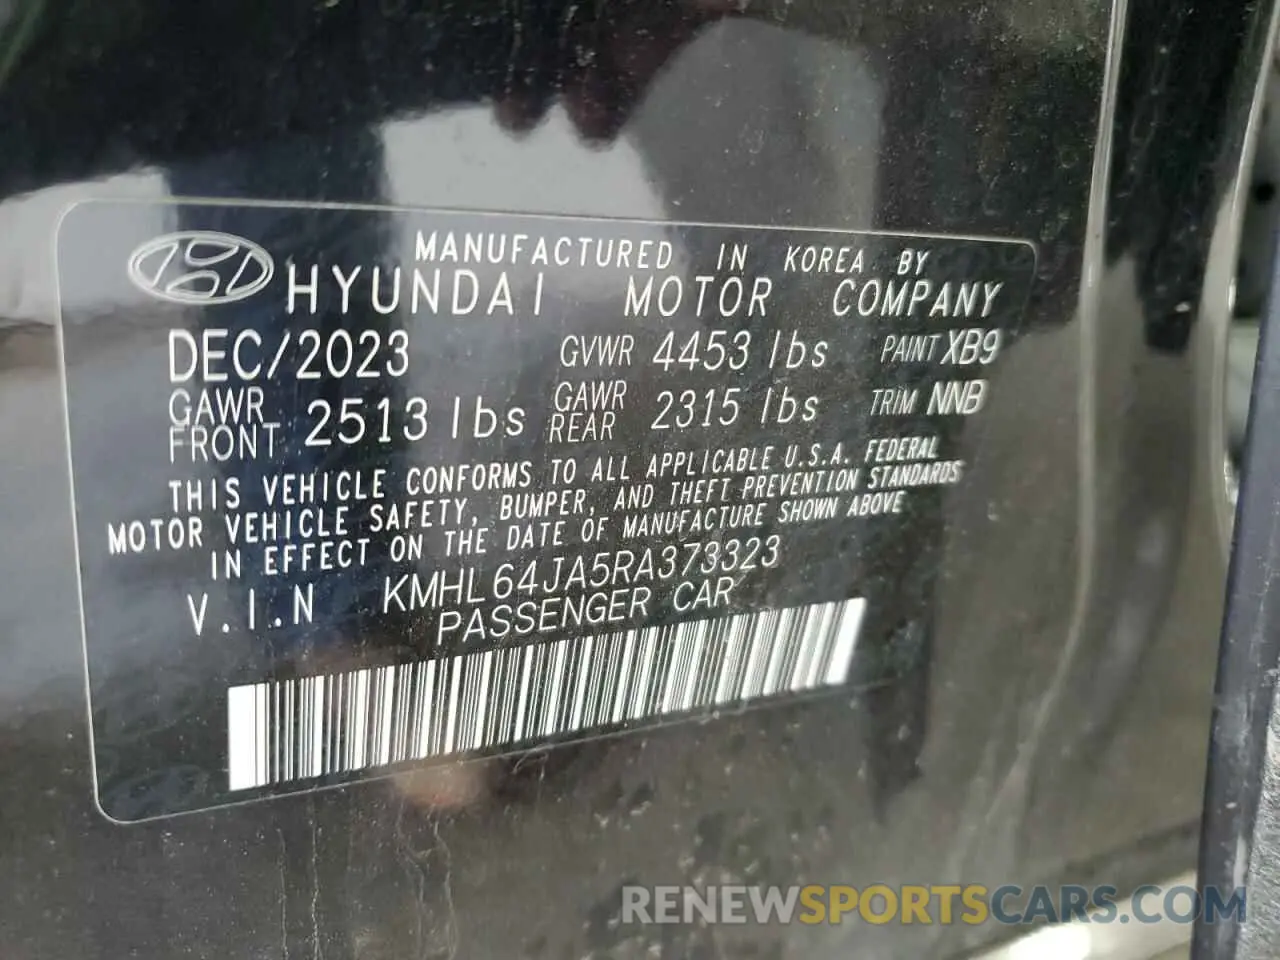 MANUFACTURED IN KOREA BY
HYUNDAI MOTOR COMPANY
DEC/2023 GVWR 4453 lbs PAINT XB9
GAWR FRONT 2513 lbs GAWR REAR 2315 lbs TRIM NNB
THIS VEHICLE CONFORMS TO ALL APPLICABLE U.S.A. FEDERAL
MOTOR VEHICLE SAFETY, BUMPER, AND THEFT PREVENTION STANDARDS
IN EFFECT ON THE DATE OF MANUFACTURE SHOWN ABOVE
V.I.N KMHL64JA5RA373323
PASSENGER CAR
RENEWSPORTSCARS.COM